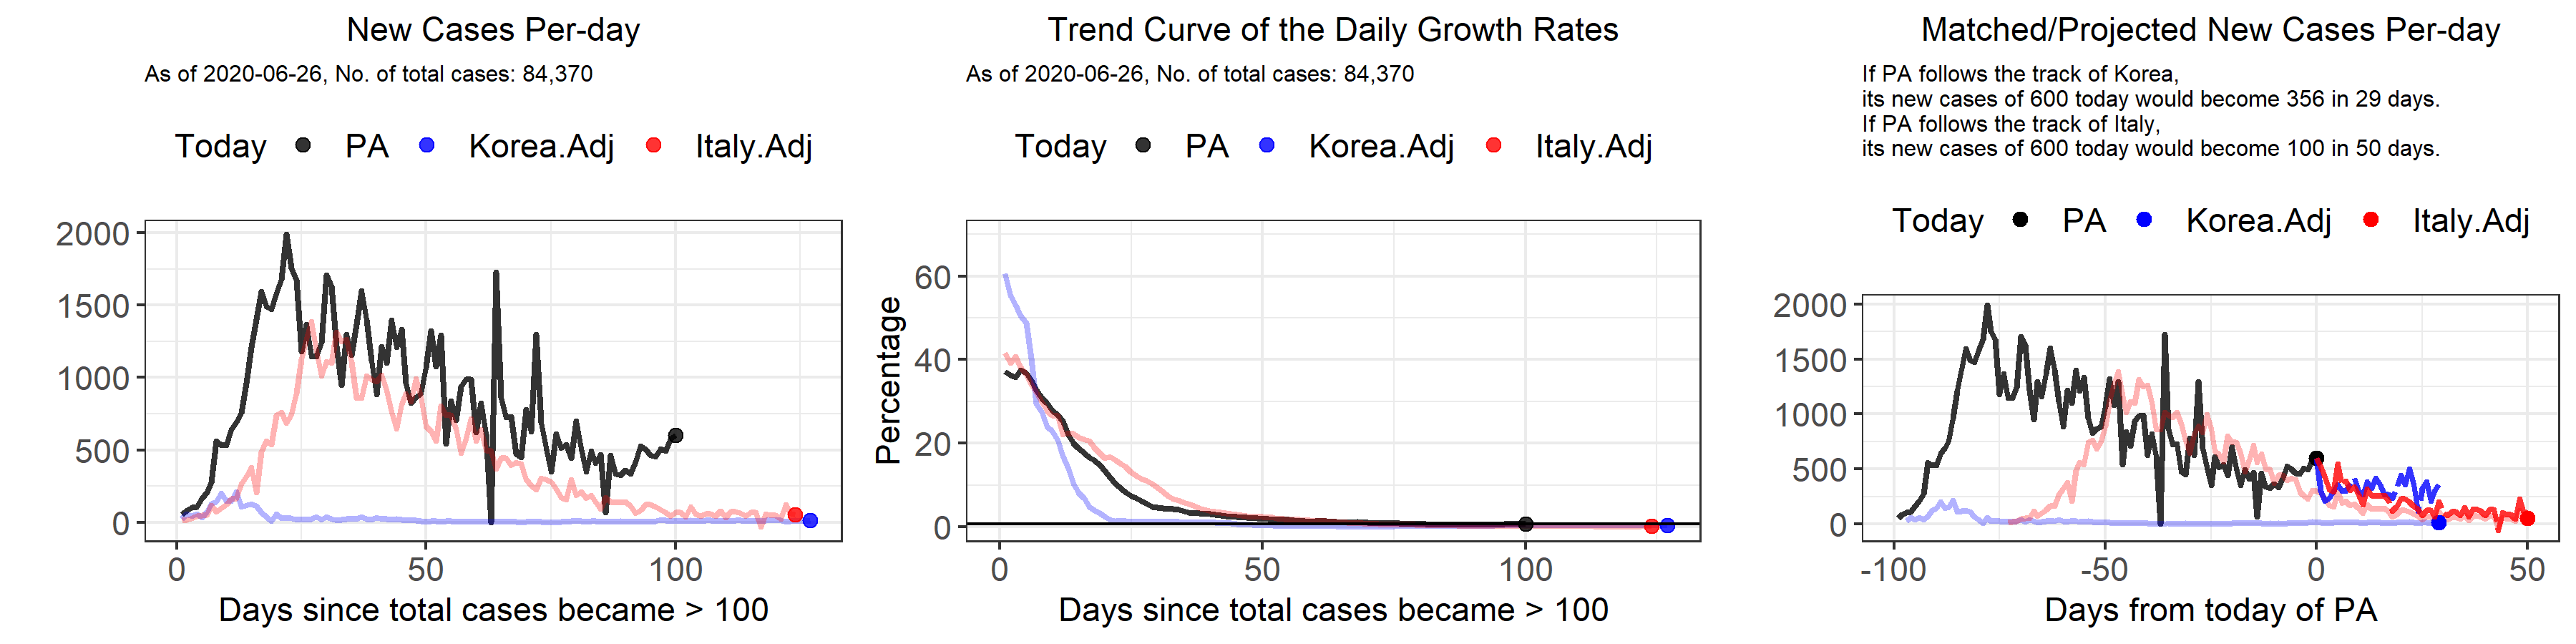 New Cases Per-day
As of 2020-06-26, No. of total cases: 84,370
Today PA Korea.Adj Italy.Adj
2000
1500
1000
500
0
0 50 100
Days since total cases became > 100
Trend Curve of the Daily Growth Rates
As of 2020-06-26, No. of total cases: 84,370
Today PA Korea.Adj Italy.Adj
Percentage
60
40
20
0
0 50 100
Days since total cases became > 100
Matched/Projected New Cases Per-day
If PA follows the track of Korea,
its new cases of 600 today would become 356 in 29 days.
If PA follows the track of Italy,
its new cases of 600 today would become 100 in 50 days.
Today PA Korea.Adj Italy.Adj
2000
1500
1000
500
0
-100 -50 0 50
Days from today of PA